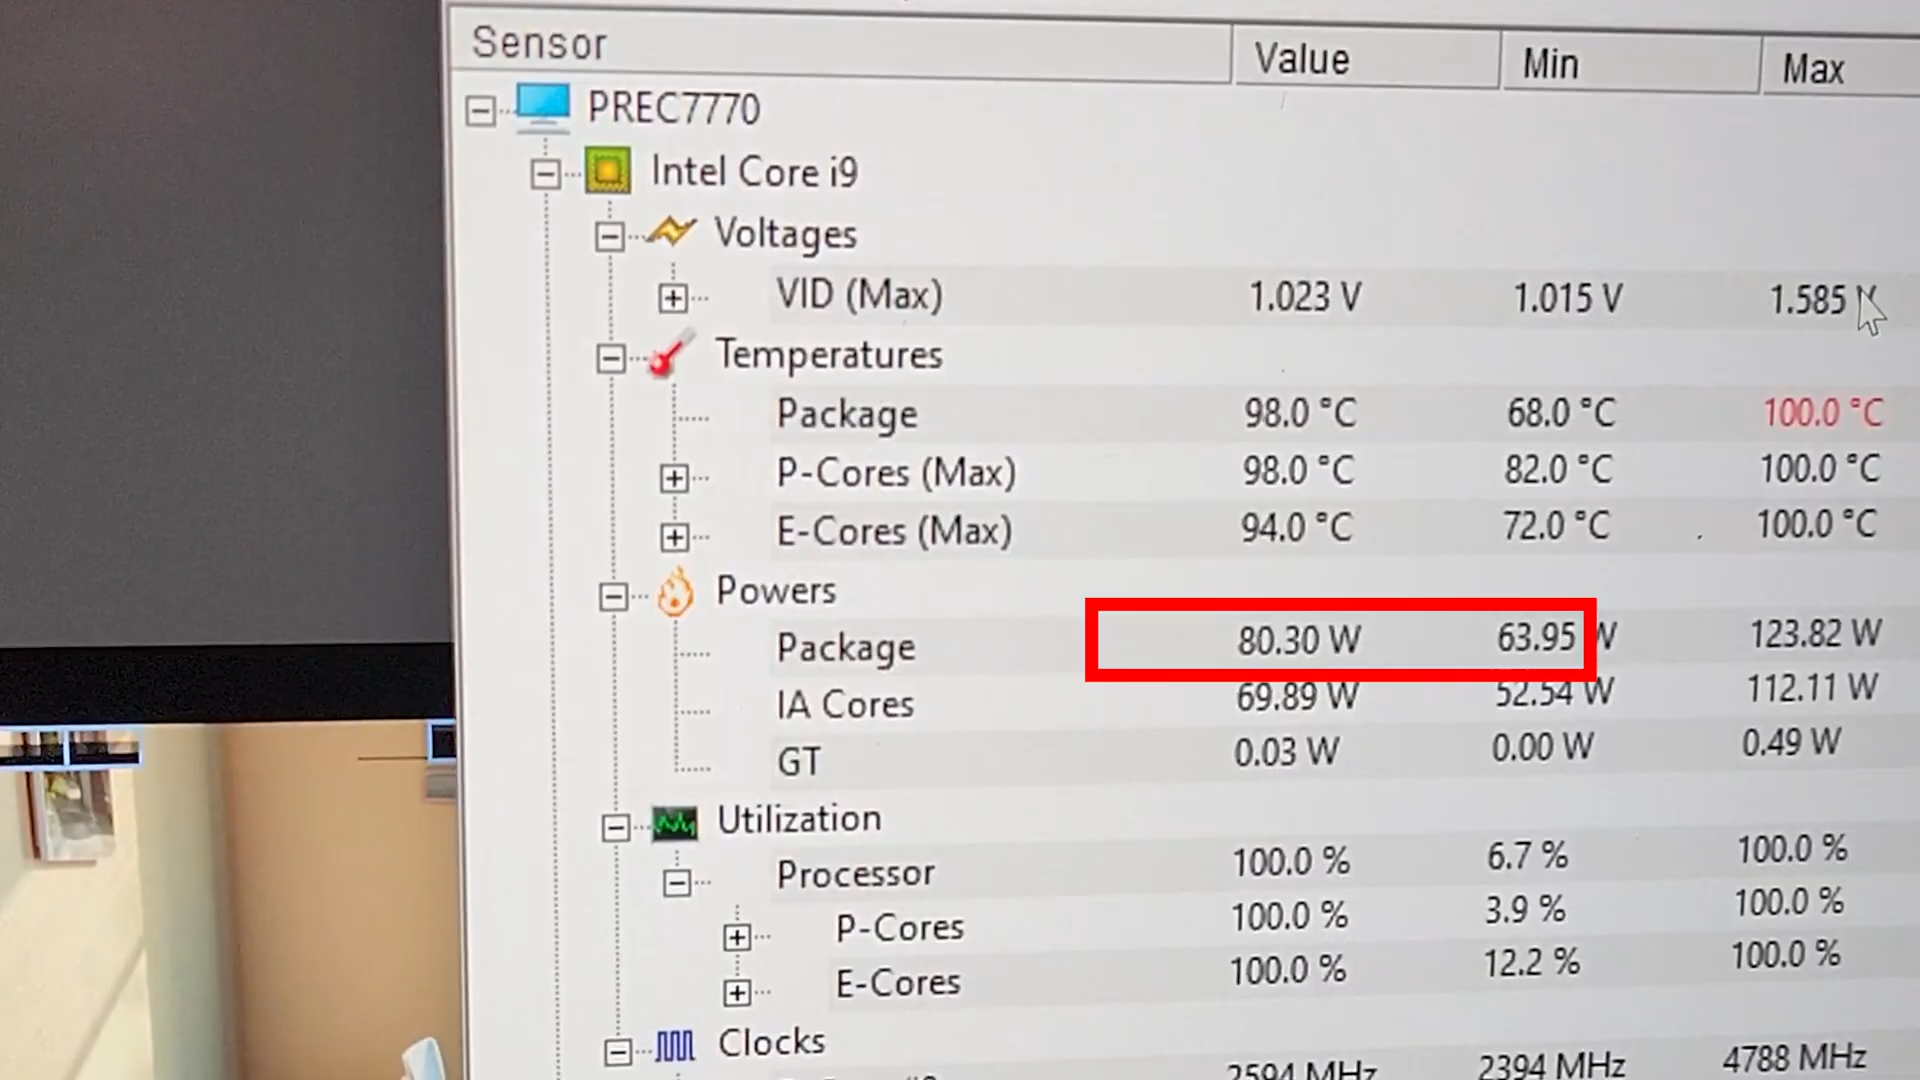 Sensor Value Min Max
PREC7770
Intel Core i9
Voltages
VID (Max) 1.023 V 1.015 V 1.585 V
Temperatures
Package 98.0 °C 68.0 °C 100.0 °C
P-Cores (Max) 98.0 °C 82.0 °C 100.0 °C
E-Cores (Max) 94.0 °C 72.0 °C 100.0 °C
Powers
Package 80.30 W 63.95 W 123.82 W
IA Cores 69.89 W 52.54 W 112.11 W
GT 0.03 W 0.00 W 0.49 W
Utilization
Processor 100.0 % 6.7 % 100.0 %
P-Cores 100.0 % 3.9 % 100.0 %
E-Cores 100.0 % 12.2 % 100.0 %
Clocks
2594 MHz 2394 MHz 4788 MHz